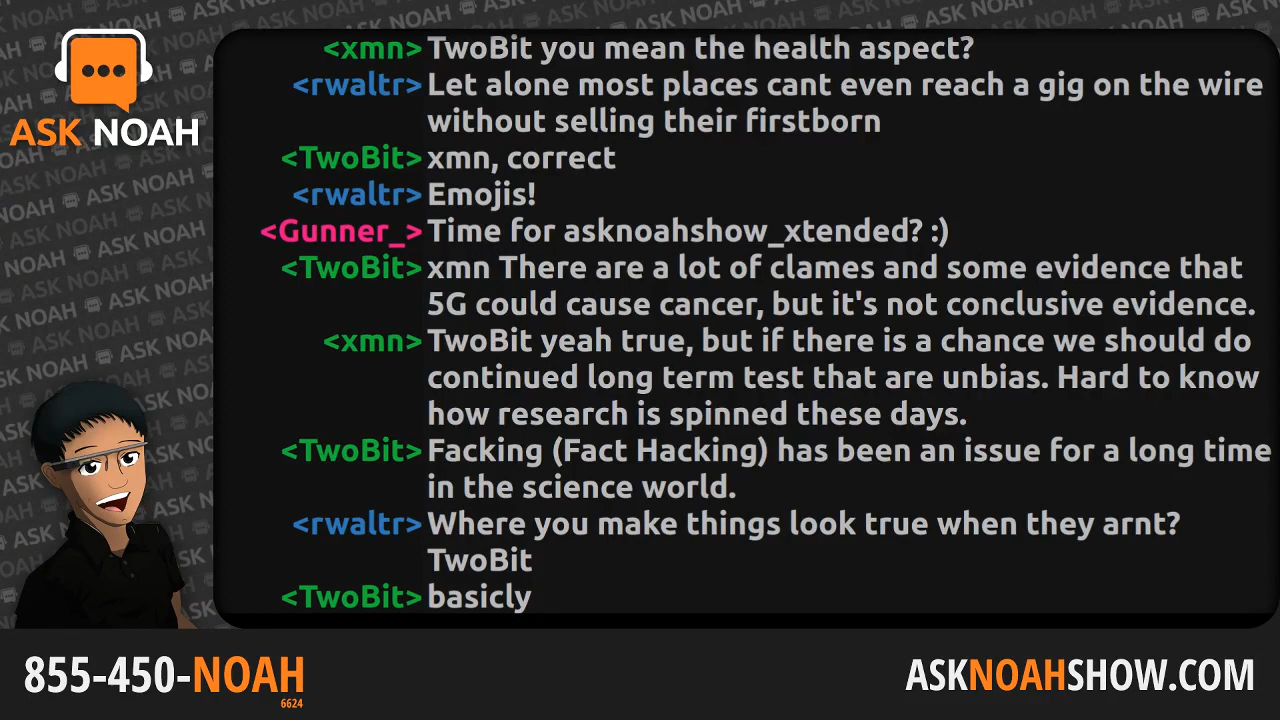 ASK NOAH
<xmn> TwoBit you mean the health aspect?
<rwaltr> Let alone most places cant even reach a gig on the wire
without selling their firstborn
<TwoBit> xmn, correct
<rwaltr> Emojis!
<Gunner_> Time for asknoahshow_xtended? :)
<TwoBit> xmn There are a lot of clames and some evidence that
5G could cause cancer, but it's not conclusive evidence.
<xmn> TwoBit yeah true, but if there is a chance we should do
continued long term test that are unbias. Hard to know
how research is spinned these days.
<TwoBit> Facking (Fact Hacking) has been an issue for a long time
in the science world.
<rwaltr> Where you make things look true when they arnt?
TwoBit
<TwoBit> basicly
855-450-NOAH
6624
ASKNOAHSHOW.COM